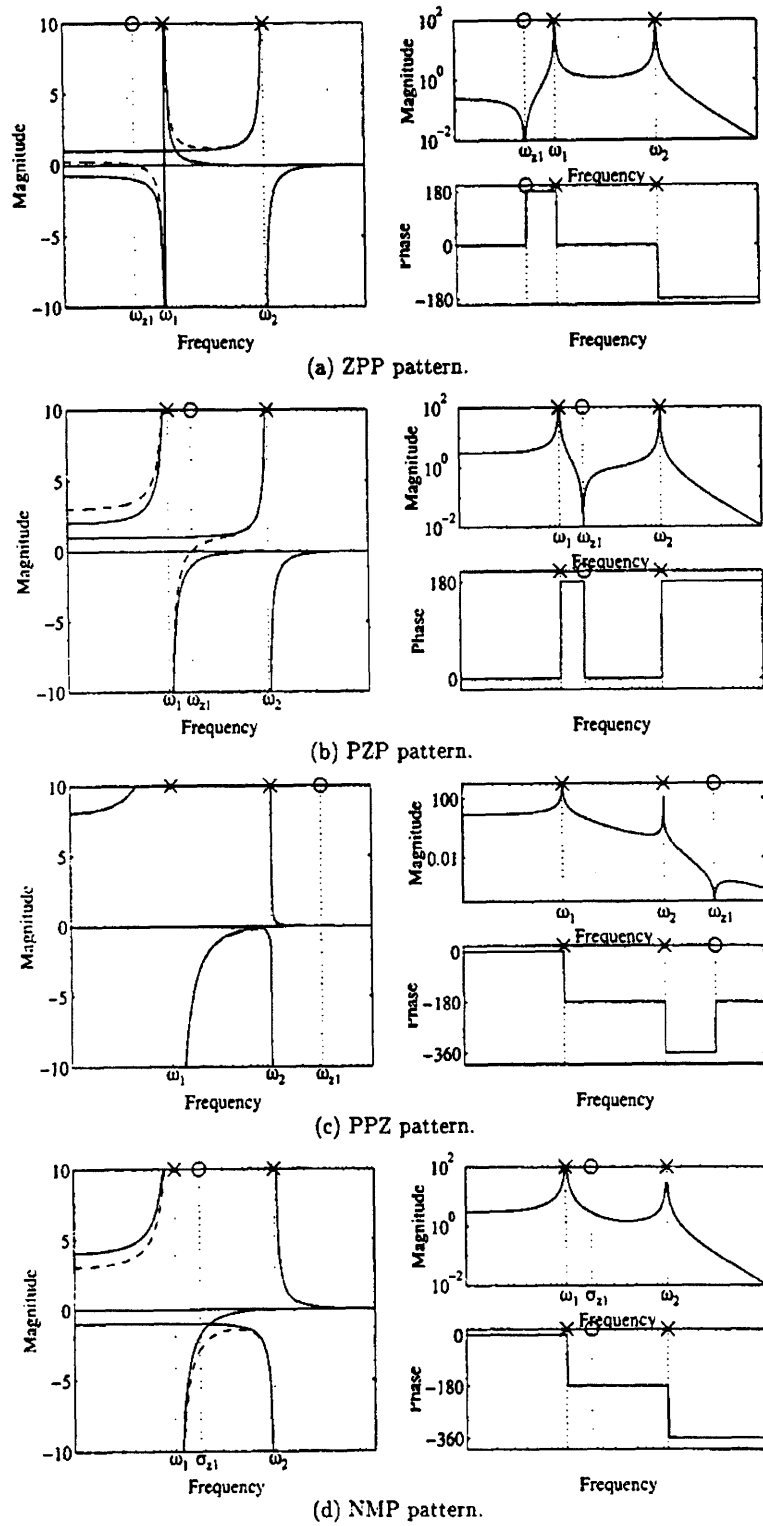 10
5
0
-5
-10
Magnitude
ω_z1 ω_1 ω_2
Frequency
10^2
10^0
10^-2
Magnitude
ω_z1 ω_1 ω_2
Frequency
180
0
-180
Phase
Frequency
(a) ZPP pattern.
10
5
0
-5
-10
Magnitude
ω_1 ω_z1 ω_2
Frequency
10^2
10^0
10^-2
Magnitude
ω_1 ω_z1 ω_2
Frequency
180
0
Phase
Frequency
(b) PZP pattern.
10
5
0
-5
-10
Magnitude
ω_1 ω_2 ω_z1
Frequency
100
0.01
Magnitude
ω_1 ω_2 ω_z1
Frequency
0
-180
-360
Phase
Frequency
(c) PPZ pattern.
10
5
0
-5
-10
Magnitude
ω_1 σ_z1 ω_2
Frequency
10^2
10^0
10^-2
Magnitude
ω_1 σ_z1 ω_2
Frequency
0
-180
-360
Phase
Frequency
(d) NMP pattern.